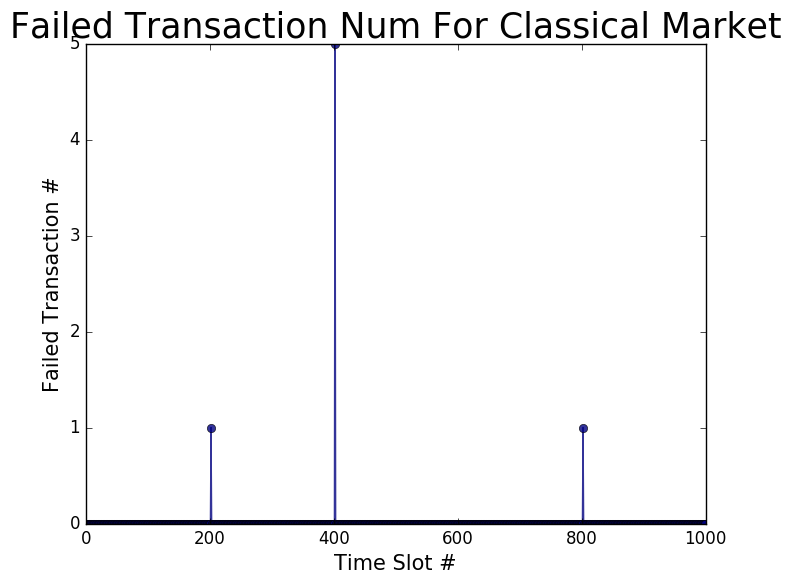 Failed Transaction Num For Classical Market
5
4
3
2
1
0
Failed Transaction #
0 200 400 600 800 1000
Time Slot #